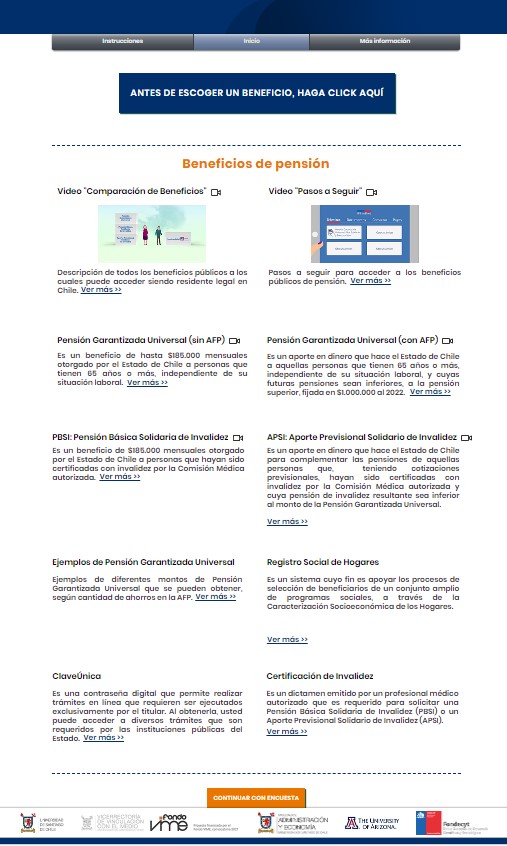 Instrucciones
Inicio
Más información
ANTES DE ESCOGER UN BENEFICIO, HAGA CLICK AQUÍ
Beneficios de pensión
Video "Comparación de Beneficios"
Descripción de todos los beneficios públicos a los
cuales puede acceder siendo residente legal en
Chile. Ver más >>
Video "Pasos a Seguir"
Pasos a seguir para acceder a los beneficios
públicos de pensión. Ver más >>
Pensión Garantizada Universal (sin AFP)
Es un beneficio de hasta $185.000 mensuales
otorgado por el Estado de Chile a personas que
tienen 65 años o más, independiente de su
situación laboral. Ver más >>
Pensión Garantizada Universal (con AFP)
Es un aporte en dinero que hace el Estado de Chile
a aquellas personas que tienen 65 años o más,
independiente de su situación laboral, y cuyas
futuras pensiones sean inferiores, a la pensión
superior, fijada en $1.000.000 al 2022. Ver más >>
PBSI: Pensión Básica Solidaria de Invalidez
Es un beneficio de $185.000 mensuales otorgado
por el Estado de Chile a personas que hayan sido
certificadas con invalidez por la Comisión Médica
autorizada. Ver más >>
APSI: Aporte Previsional Solidario de Invalidez
Es un aporte en dinero que hace el Estado de Chile
para complementar las pensiones de aquellas
personas que, teniendo cotizaciones
previsionales, hayan sido certificadas con
invalidez por la Comisión Médica autorizada y
cuya pensión de invalidez resultante sea inferior
al monto de la Pensión Garantizada Universal.
Ver más >>
Ejemplos de Pensión Garantizada Universal
Ejemplos de diferentes montos de Pensión
Garantizada Universal que se pueden obtener,
según cantidad de ahorros en la AFP. Ver más >>
Registro Social de Hogares
Es un sistema cuyo fin es apoyar los procesos de
selección de beneficiarios de un conjunto amplio
de programas sociales, a través de la
Caracterización Socioeconómica de los Hogares.
Ver más >>
ClaveÚnica
Es una contraseña digital que permite realizar
trámites en línea que requieren ser ejecutados
exclusivamente por el titular. Al obtenerla, usted
puede acceder a diversos trámites que son
requeridos por las instituciones públicas del
Estado. Ver más >>
Certificación de Invalidez
Es un dictamen emitido por un profesional médico
autorizado que es requerido para solicitar una
Pensión Básica Solidaria de Invalidez (PBSI) o un
Aporte Previsional Solidario de Invalidez (APSI).
Ver más >>
CONTINUAR CON ENCUESTA
UNIVERSIDAD
DE SANTIAGO
DE CHILE
VICERRECTORÍA
DE VINCULACIÓN
CON EL MEDIO
Fondo
VIME
ADMINISTRACIÓN
Y ECONOMÍA
THE UNIVERSITY
OF ARIZONA
Fondecyt